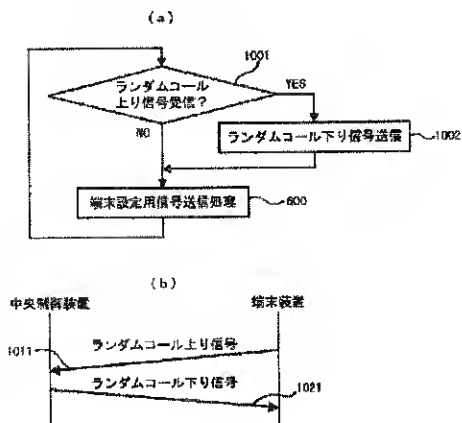 (a)
ランダムコール
上り信号受信?
1001
YES
NO
ランダムコール下り信号送信
1002
端末設定用信号送信処理
600
(b)
中央制御装置
端末装置
ランダムコール上り信号
1011
ランダムコール下り信号
1021